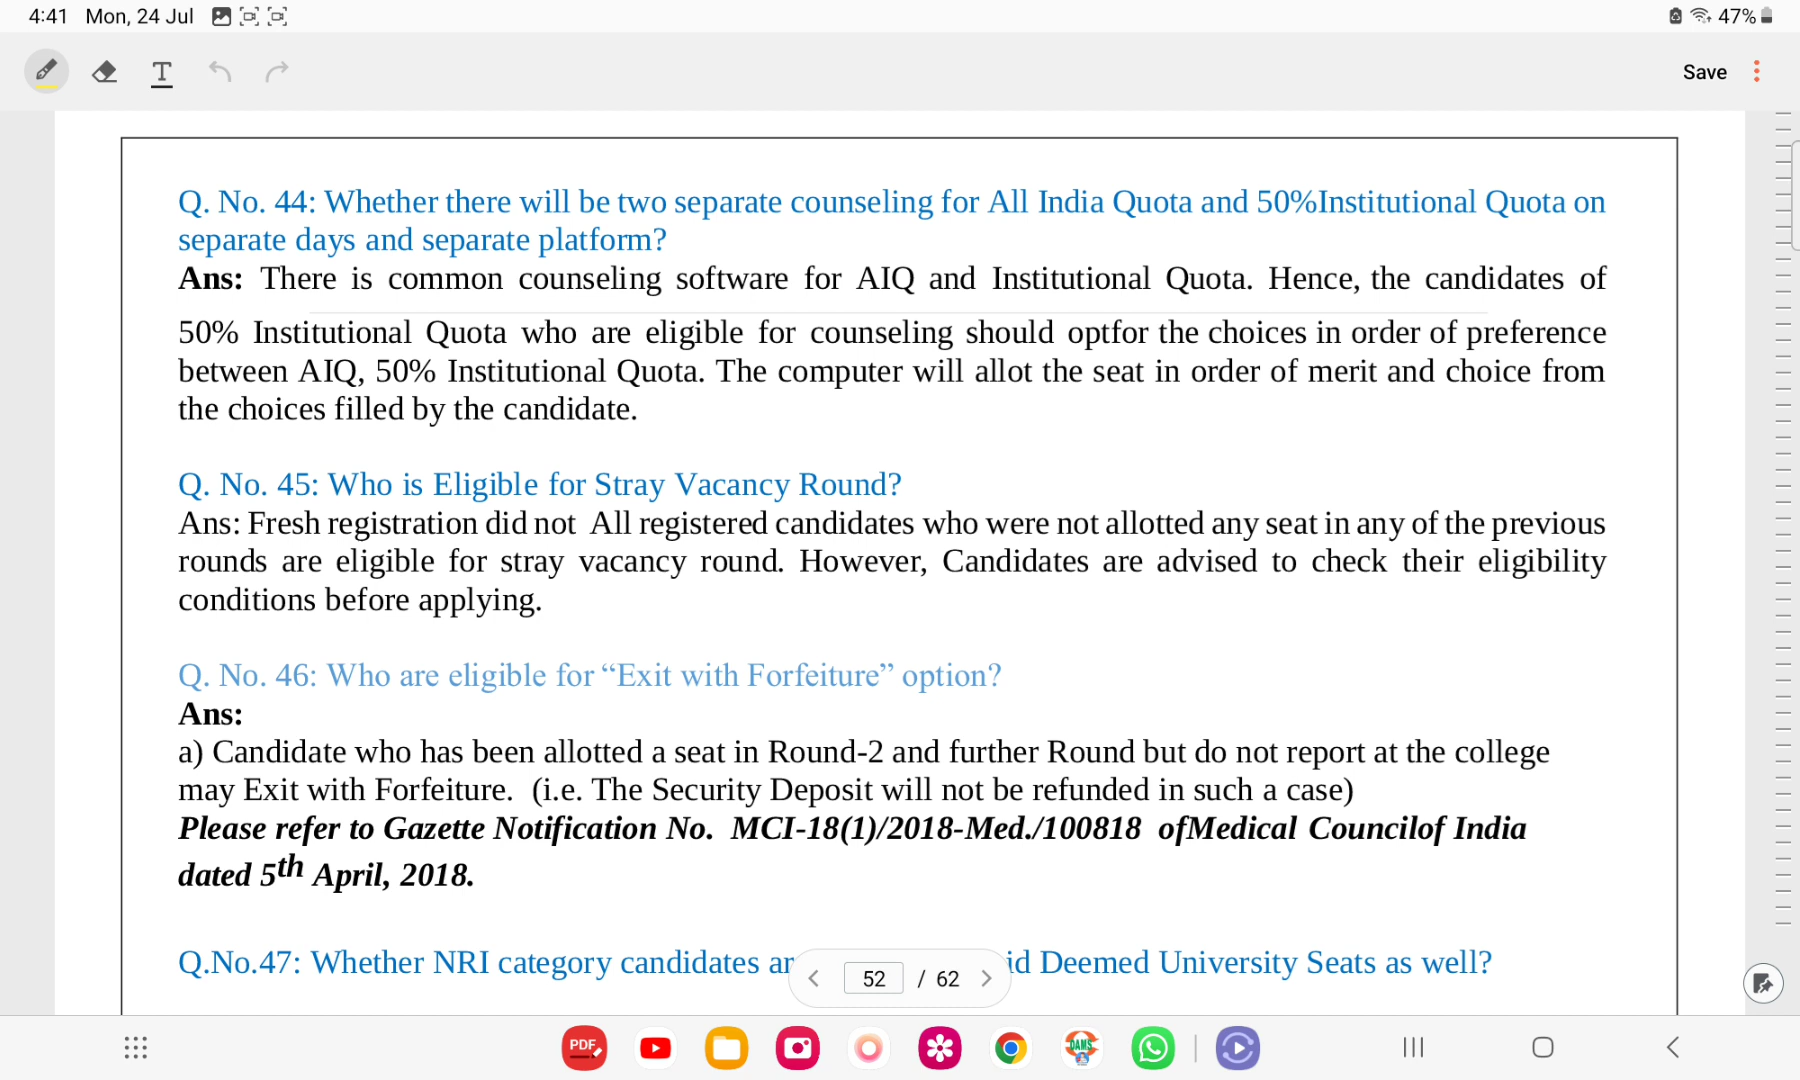 4:41 Mon, 24 Jul
47%
T
Save
Q. No. 44: Whether there will be two separate counseling for All India Quota and 50%Institutional Quota on
separate days and separate platform?
Ans: There is common counseling software for AIQ and Institutional Quota. Hence, the candidates of
50% Institutional Quota who are eligible for counseling should optfor the choices in order of preference
between AIQ, 50% Institutional Quota. The computer will allot the seat in order of merit and choice from
the choices filled by the candidate.
Q. No. 45: Who is Eligible for Stray Vacancy Round?
Ans: Fresh registration did not All registered candidates who were not allotted any seat in any of the previous
rounds are eligible for stray vacancy round. However, Candidates are advised to check their eligibility
conditions before applying.
Q. No. 46: Who are eligible for “Exit with Forfeiture” option?
Ans:
a) Candidate who has been allotted a seat in Round-2 and further Round but do not report at the college
may Exit with Forfeiture. (i.e. The Security Deposit will not be refunded in such a case)
Please refer to Gazette Notification No. MCI-18(1)/2018-Med./100818 ofMedical Councilof India
dated 5th April, 2018.
Q.No.47: Whether NRI category candidates ar id Deemed University Seats as well?
52 / 62
PDF
DAMS